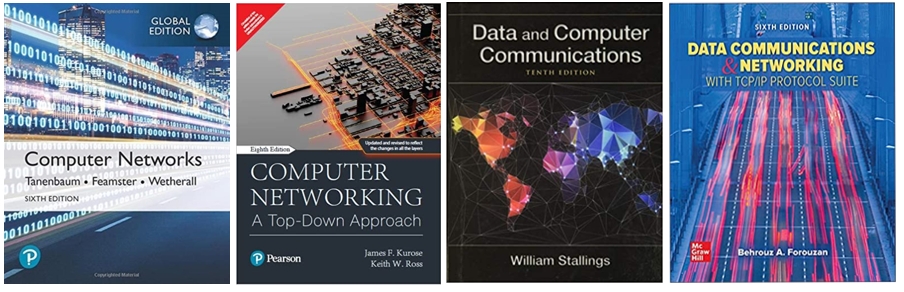 GLOBAL
EDITION
Computer Networks
Tanenbaum • Feamster • Wetherall
SIXTH EDITION
Copyrighted Material
Eighth Edition
Updated and revised to reflect
the changes in all the layers
COMPUTER
NETWORKING
A Top-Down Approach
Pearson
James F. Kurose
Keith W. Ross
Data and Computer
Communications
TENTH EDITION
William Stallings
SIXTH EDITION
DATA COMMUNICATIONS
& NETWORKING
WITH TCP/IP PROTOCOL SUITE
Mc
Graw
Hill
Behrouz A. Forouzan